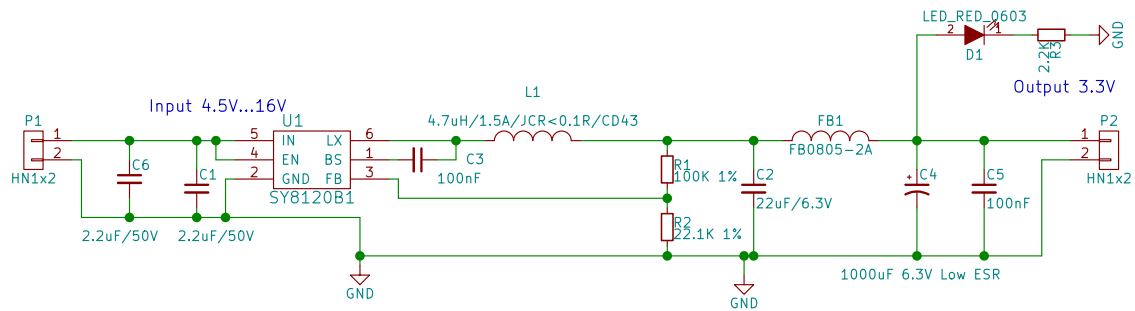 LED_RED_0603
2
1
D1
2.2K
R3
GND
Output 3.3V
Input 4.5V...16V
P1
1
2
HN1x2
C6
2.2uF/50V
C1
2.2uF/50V
U1
5 IN LX 6
4 EN BS 1
2 GND FB 3
SY8120B1
C3
100nF
L1
4.7uH/1.5A/JCR<0.1R/CD43
R1
100K 1%
R2
22.1K 1%
C2
22uF/6.3V
FB1
FB0805-2A
+
C4
1000uF 6.3V Low ESR
C5
100nF
P2
1
2
HN1x2
GND
GND